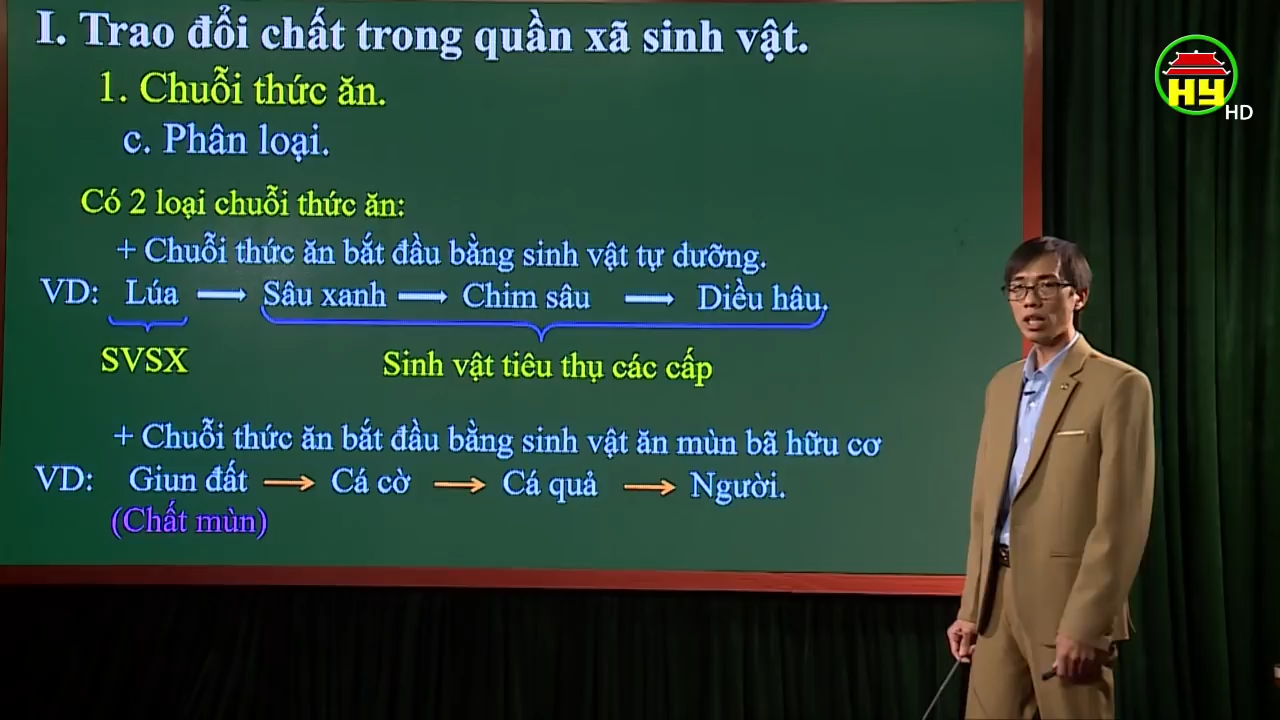 I. Trao đổi chất trong quần xã sinh vật.
1. Chuỗi thức ăn.
c. Phân loại.
Có 2 loại chuỗi thức ăn:
+ Chuỗi thức ăn bắt đầu bằng sinh vật tự dưỡng.
VD: Lúa → Sâu xanh → Chim sâu → Diều hâu.
SVSX Sinh vật tiêu thụ các cấp
+ Chuỗi thức ăn bắt đầu bằng sinh vật ăn mùn bã hữu cơ
VD: Giun đất → Cá cờ → Cá quả → Người.
(Chất mùn)
HY
HD